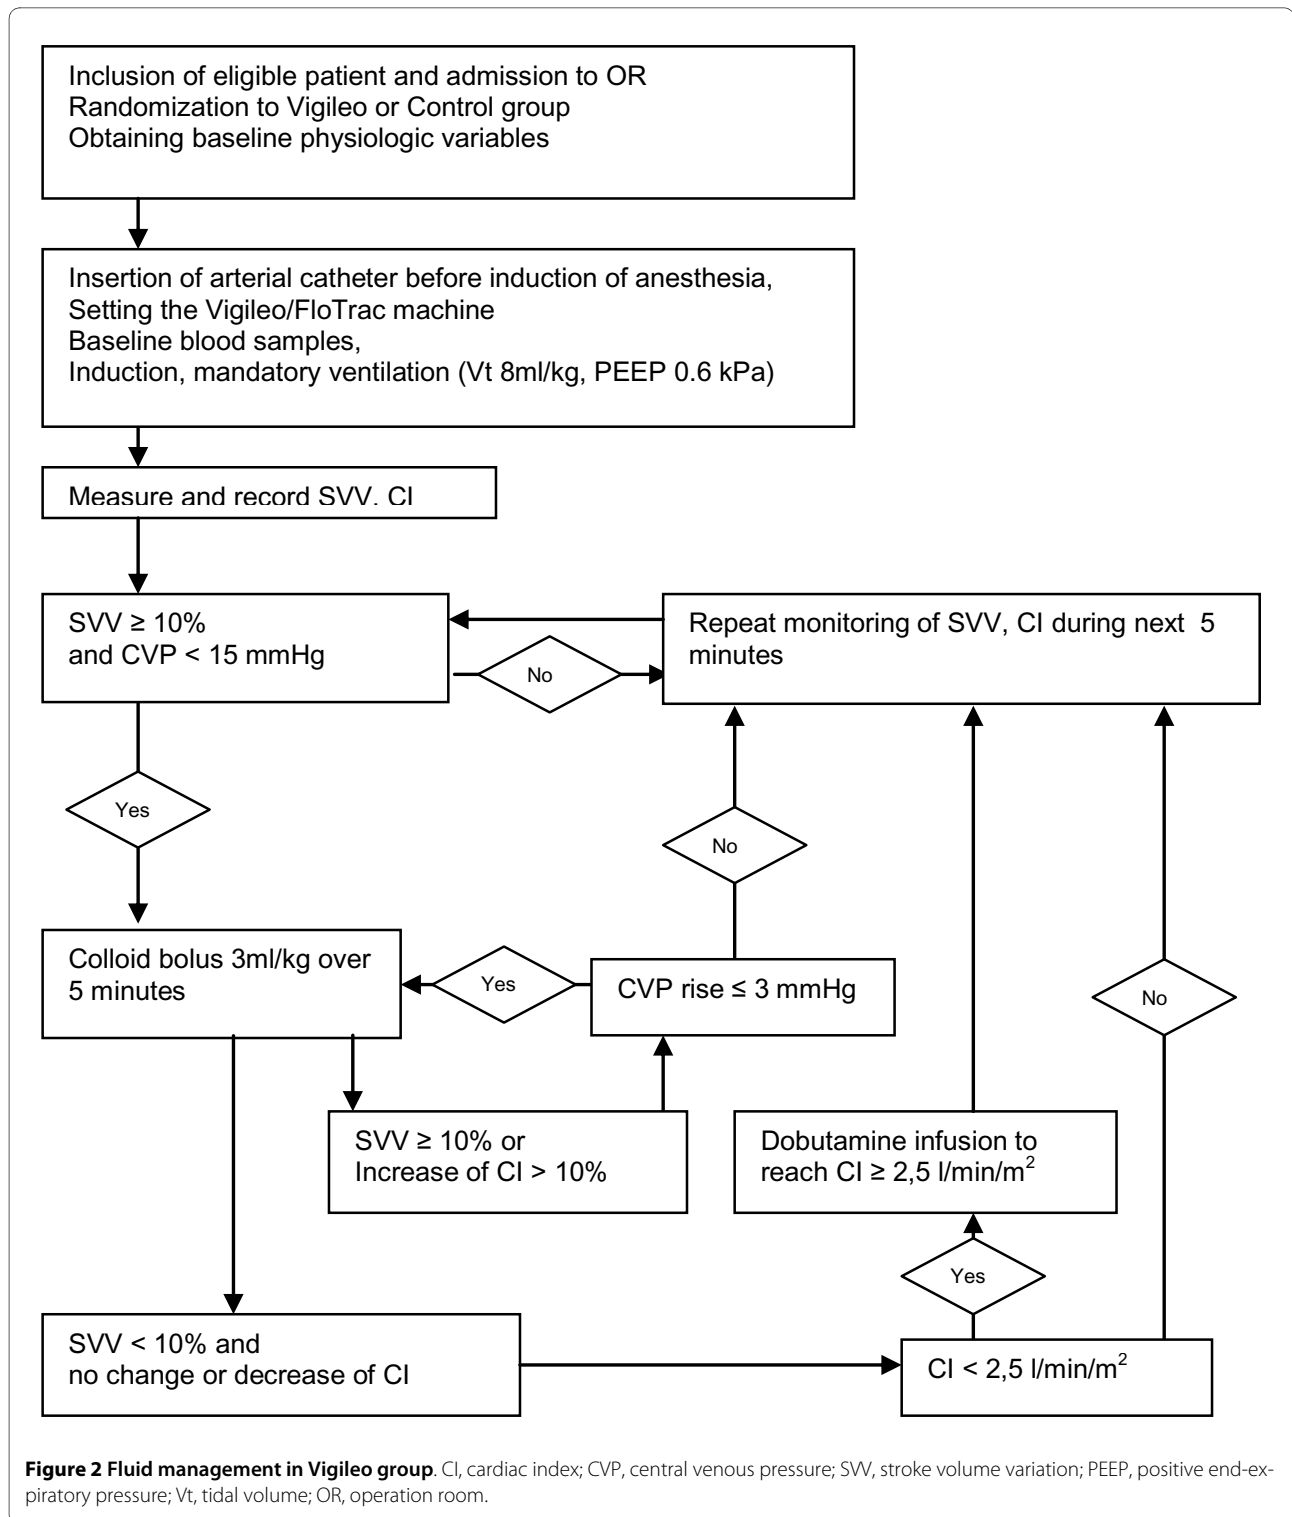 Inclusion of eligible patient and admission to OR
Randomization to Vigileo or Control group
Obtaining baseline physiologic variables
Insertion of arterial catheter before induction of anesthesia,
Setting the Vigileo/FloTrac machine
Baseline blood samples,
Induction, mandatory ventilation (Vt 8ml/kg, PEEP 0.6 kPa)
Measure and record SVV, CI
SVV ≥ 10%
and CVP < 15 mmHg
No
Repeat monitoring of SVV, CI during next 5
minutes
Yes
No
Colloid bolus 3ml/kg over
5 minutes
Yes
CVP rise ≤ 3 mmHg
No
SVV ≥ 10% or
Increase of CI > 10%
Dobutamine infusion to
reach CI ≥ 2,5 l/min/m²
Yes
SVV < 10% and
no change or decrease of CI
CI < 2,5 l/min/m²
Figure 2 Fluid management in Vigileo group. CI, cardiac index; CVP, central venous pressure; SVV, stroke volume variation; PEEP, positive end-ex-
piratory pressure; Vt, tidal volume; OR, operation room.